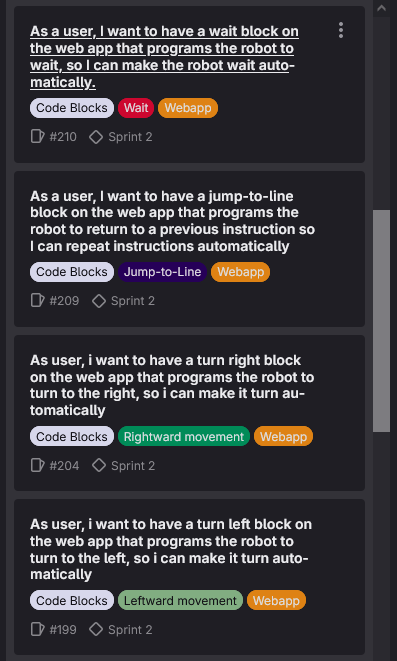 As a user, I want to have a wait block on
the web app that programs the robot to
wait, so I can make the robot wait auto-
matically.
Code Blocks Wait Webapp
#210 Sprint 2
As a user, I want to have a jump-to-line
block on the web app that programs the
robot to return to a previous instruction so
I can repeat instructions automatically
Code Blocks Jump-to-Line Webapp
#209 Sprint 2
As user, i want to have a turn right block
on the web app that programs the robot to
turn to the right, so i can make it turn au-
tomatically
Code Blocks Rightward movement Webapp
#204 Sprint 2
As user, i want to have a turn left block on
the web app that programs the robot to
turn to the left, so i can make it turn auto-
matically
Code Blocks Leftward movement Webapp
#199 Sprint 2